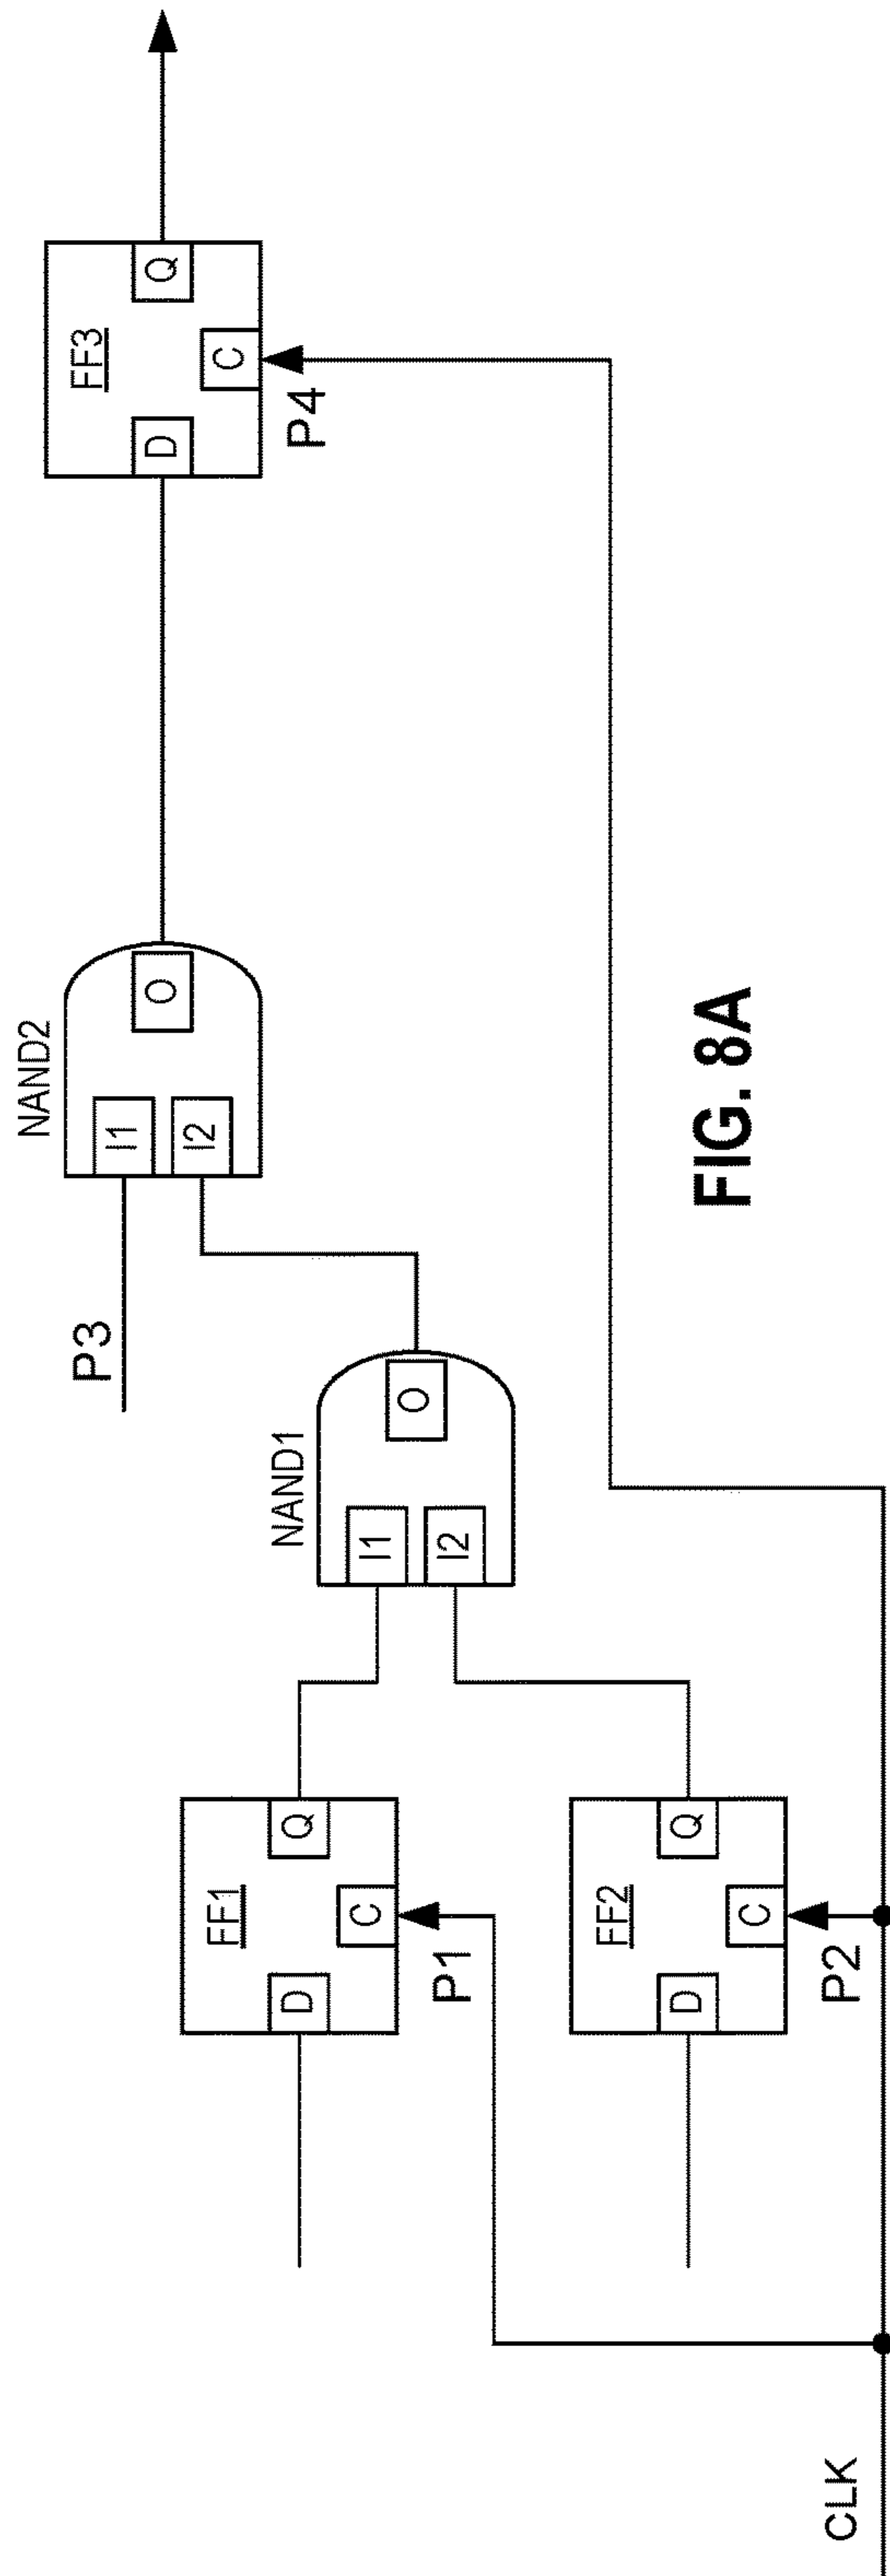 NAND2
P3
I1
I2
O
FF3
D
Q
C
P4
NAND1
I1
I2
O
FF1
D
Q
C
P1
FF2
D
Q
C
P2
CLK
FIG. 8A